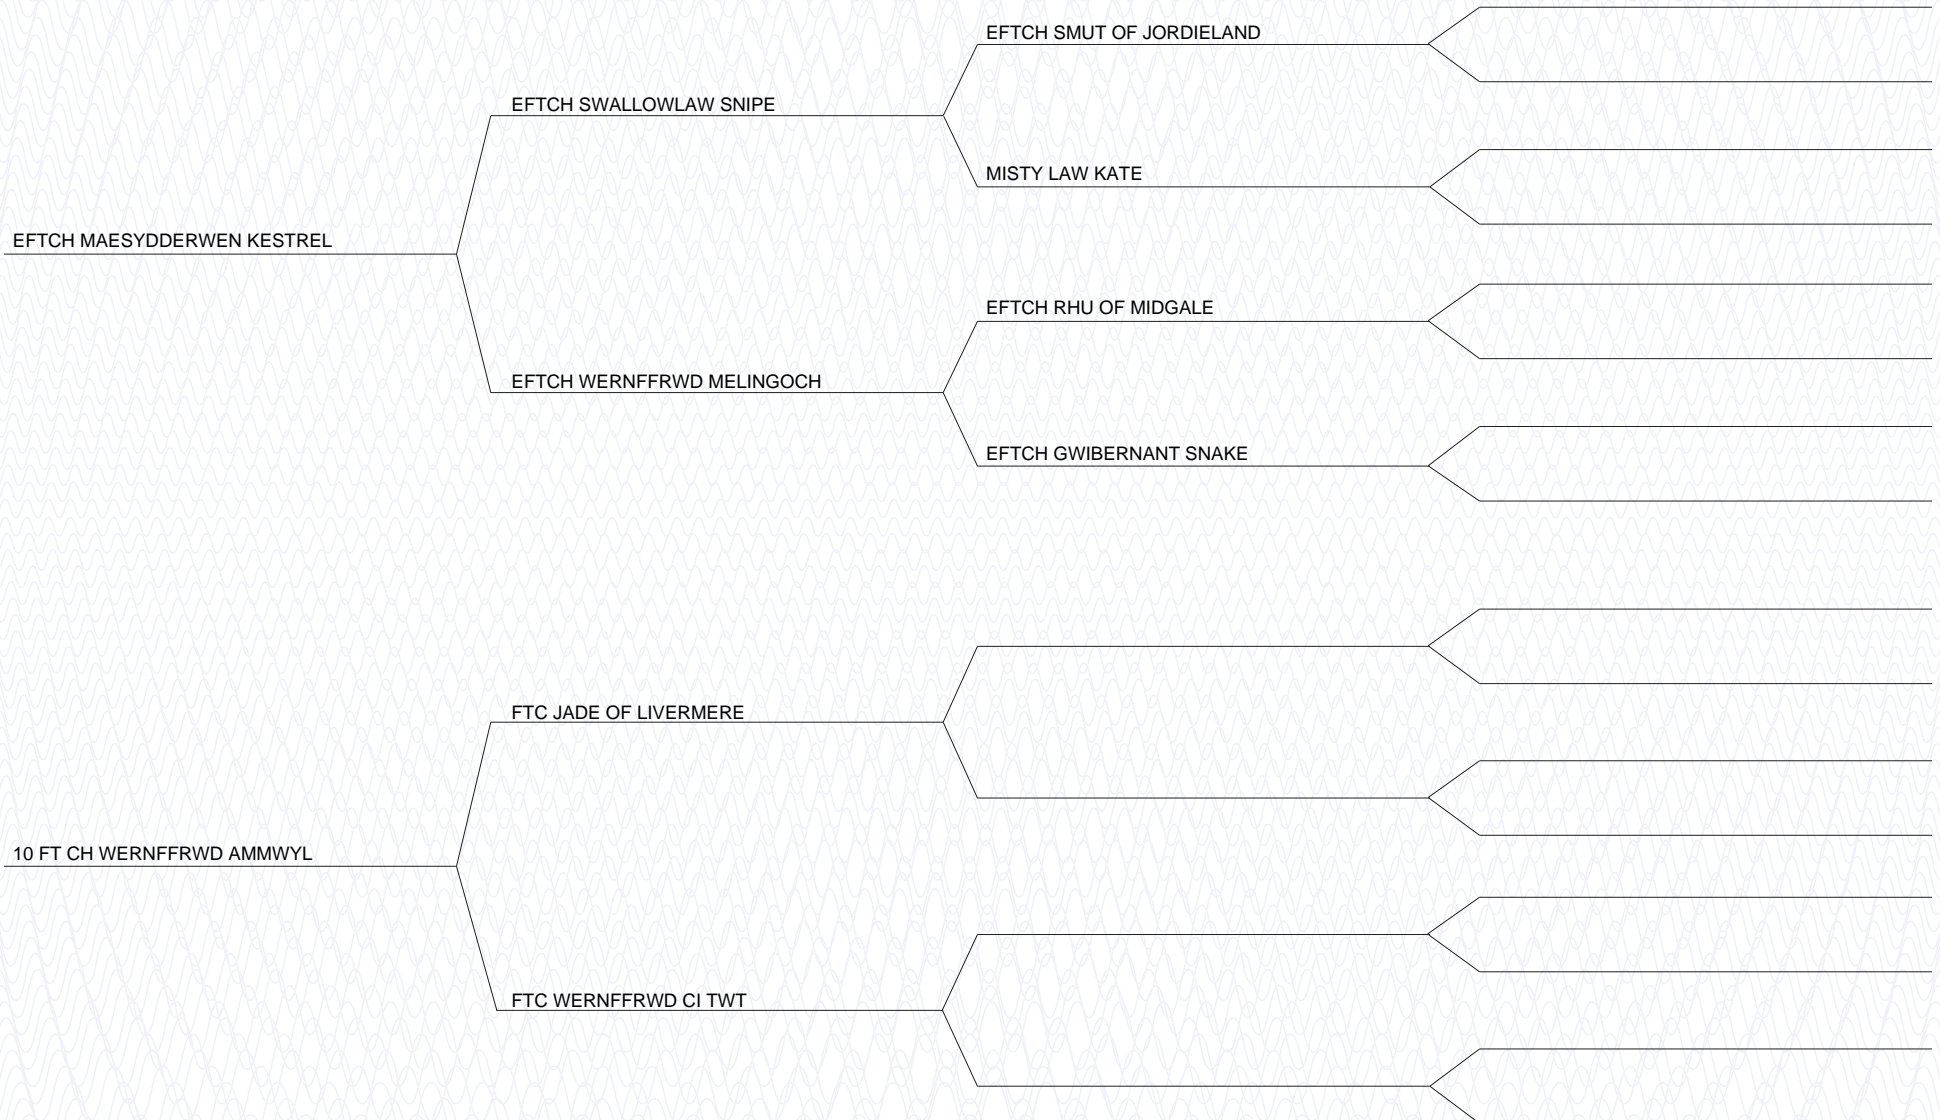 EFTCH SMUT OF JORDIELAND
EFTCH SWALLOWLAW SNIPE
MISTY LAW KATE
EFTCH MAESYDDERWEN KESTREL
EFTCH RHU OF MIDGALE
EFTCH WERNFFRWD MELINGOCH
EFTCH GWIBERNANT SNAKE
FTC JADE OF LIVERMERE
10 FT CH WERNFFRWD AMMWYL
FTC WERNFFRWD CI TWT